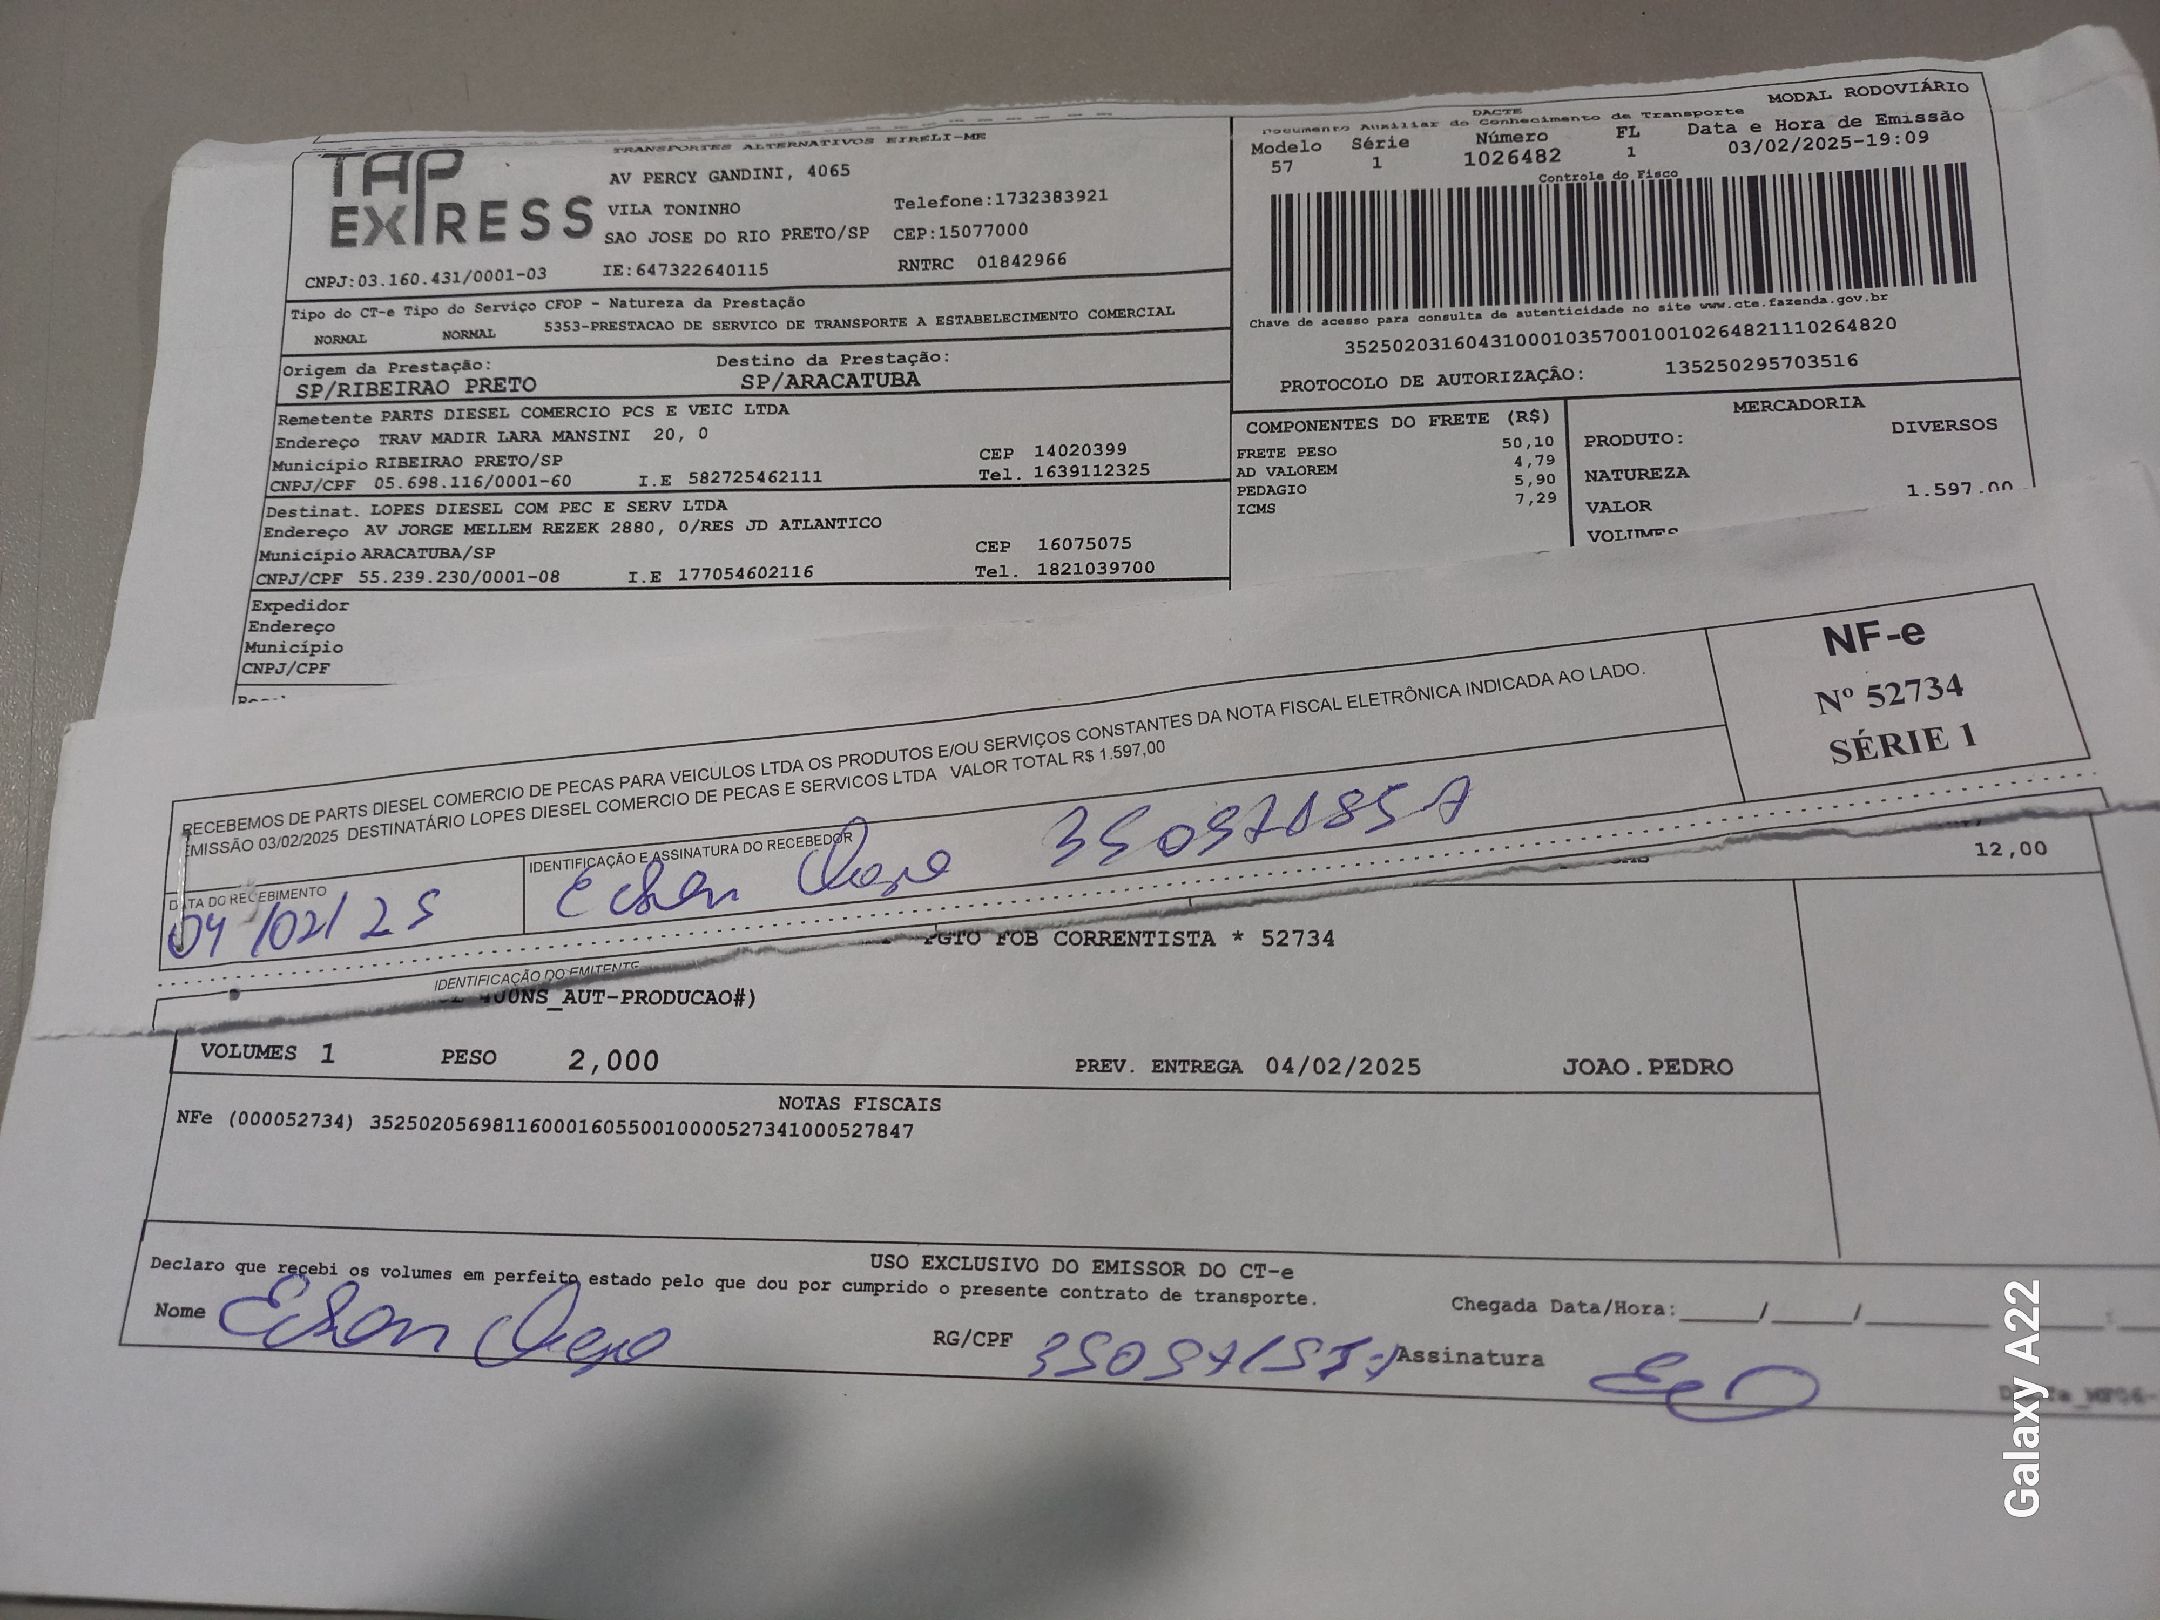 TRANSPORTES ALTERNATIVOS EIRELI-ME
TAP EXPRESS
AV PERCY GANDINI, 4065
VILA TONINHO Telefone:1732383921
SAO JOSE DO RIO PRETO/SP CEP:15077000
CNPJ:03.160.431/0001-03 IE:647322640115 RNTRC 01842966
Tipo do CT-e Tipo do Serviço CFOP - Natureza da Prestação
NORMAL NORMAL 5353-PRESTACAO DE SERVICO DE TRANSPORTE A ESTABELECIMENTO COMERCIAL
Origem da Prestação: Destino da Prestação:
SP/RIBEIRAO PRETO SP/ARACATUBA
Remetente PARTS DIESEL COMERCIO PCS E VEIC LTDA
Endereço TRAV MADIR LARA MANSINI 20, 0
Município RIBEIRAO PRETO/SP CEP 14020399
CNPJ/CPF 05.698.116/0001-60 I.E 582725462111 Tel. 1639112325
Destinat. LOPES DIESEL COM PEC E SERV LTDA
Endereço AV JORGE MELLEM REZEK 2880, 0/RES JD ATLANTICO
Município ARACATUBA/SP CEP 16075075
CNPJ/CPF 55.239.230/0001-08 I.E 177054602116 Tel. 1821039700
Expedidor
Endereço
Município
CNPJ/CPF
DACTE
Documento Auxiliar do Conhecimento de Transporte MODAL RODOVIÁRIO
Modelo Série Número FL Data e Hora de Emissão
57 1 1026482 1 03/02/2025-19:09
Controle do Fisco
Chave de acesso para consulta de autenticidade no site www.cte.fazenda.gov.br
35250203160431000103570010010264821110264820
PROTOCOLO DE AUTORIZAÇÃO: 135250295703516
COMPONENTES DO FRETE (R$)
FRETE PESO 50,10
AD VALOREM 4,79
PEDAGIO 5,90
ICMS 7,29
MERCADORIA
PRODUTO: DIVERSOS
NATUREZA
VALOR 1.597,00
VOLUMES
RECEBEMOS DE PARTS DIESEL COMERCIO DE PECAS PARA VEICULOS LTDA OS PRODUTOS E/OU SERVIÇOS CONSTANTES DA NOTA FISCAL ELETRÔNICA INDICADA AO LADO.
EMISSÃO 03/02/2025 DESTINATÁRIO LOPES DIESEL COMERCIO DE PECAS E SERVICOS LTDA VALOR TOTAL R$ 1.597,00
NF-e
Nº 52734
SÉRIE 1
DATA DO RECEBIMENTO IDENTIFICAÇÃO E ASSINATURA DO RECEBEDOR
04/02/25
IDENTIFICAÇÃO DO EMITENTE
12,00
PGTO FOB CORRENTISTA * 52734
400NS_AUT-PRODUCAO#)
VOLUMES 1 PESO 2,000 PREV. ENTREGA 04/02/2025 JOAO.PEDRO
NOTAS FISCAIS
NFe (000052734) 35250205698116000160550010000527341000527847
USO EXCLUSIVO DO EMISSOR DO CT-e
Declaro que recebi os volumes em perfeito estado pelo que dou por cumprido o presente contrato de transporte.
Chegada Data/Hora:____/____/____
Nome RG/CPF Assinatura
Galaxy A22